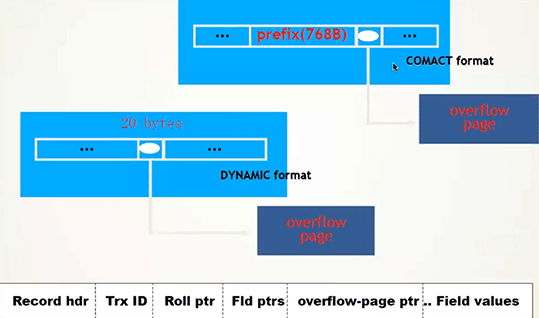 ... prefix(768B) ...
COMACT format
overflow
page
20 bytes
... ...
DYNAMIC format
overflow
page
Record hdr Trx ID Roll ptr Fld ptrs overflow-page ptr .. Field values